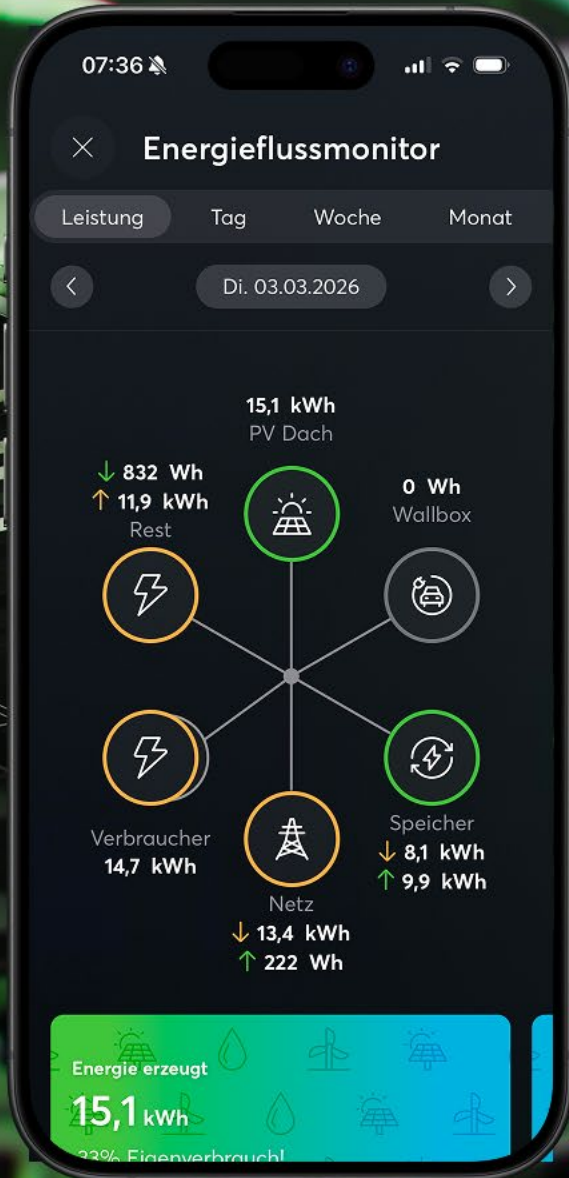 07:36
Energieflussmonitor
Leistung Tag Woche Monat
Di. 03.03.2026
15,1 kWh
PV Dach
↓ 832 Wh
↑ 11,9 kWh
Rest
0 Wh
Wallbox
Verbraucher
14,7 kWh
Speicher
↓ 8,1 kWh
↑ 9,9 kWh
Netz
↓ 13,4 kWh
↑ 222 Wh
Energie erzeugt
15,1 kWh
33% Eigenverbrauch!